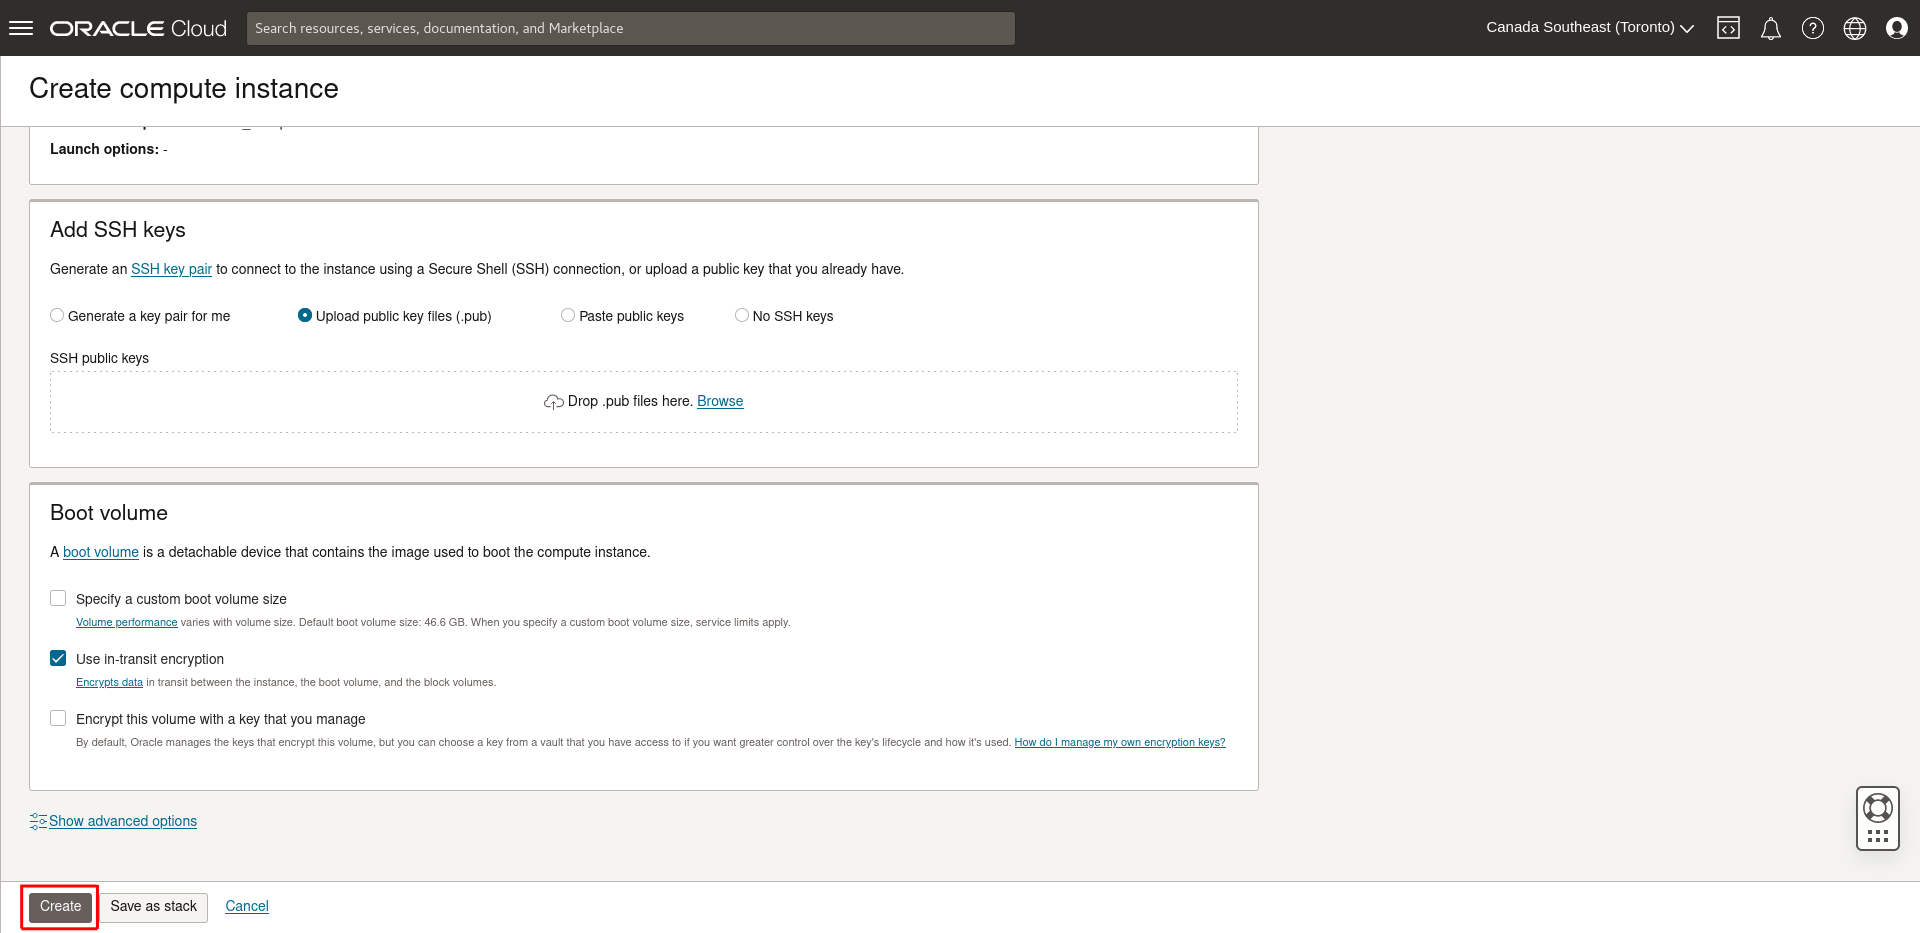 ORACLE Cloud
Search resources, services, documentation, and Marketplace
Canada Southeast (Toronto)
Create compute instance
Launch options: -
Add SSH keys
Generate an SSH key pair to connect to the instance using a Secure Shell (SSH) connection, or upload a public key that you already have.
Generate a key pair for me
Upload public key files (.pub)
Paste public keys
No SSH keys
SSH public keys
Drop .pub files here. Browse
Boot volume
A boot volume is a detachable device that contains the image used to boot the compute instance.
Specify a custom boot volume size
Volume performance varies with volume size. Default boot volume size: 46.6 GB. When you specify a custom boot volume size, service limits apply.
Use in-transit encryption
Encrypts data in transit between the instance, the boot volume, and the block volumes.
Encrypt this volume with a key that you manage
By default, Oracle manages the keys that encrypt this volume, but you can choose a key from a vault that you have access to if you want greater control over the key's lifecycle and how it's used. How do I manage my own encryption keys?
Show advanced options
Create
Save as stack
Cancel